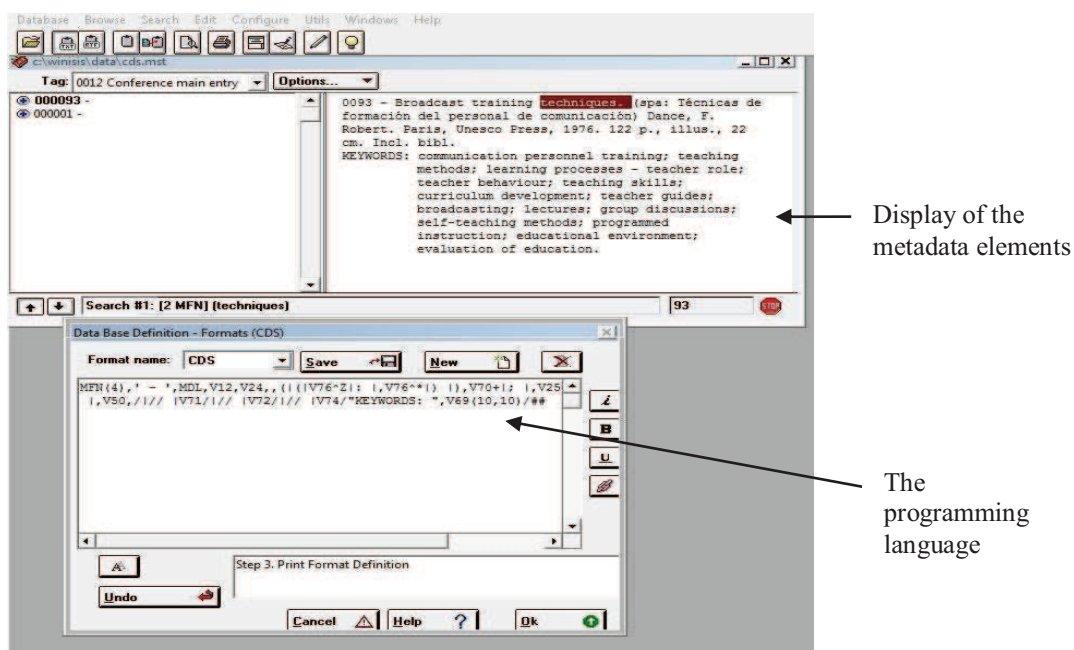 Database Browse Search Edit Configure Utils Windows Help
c:\winisis\data\cds.mst
Tag: 0012 Conference main entry Options...
000093 -
000001 -
0093 - Broadcast training techniques. (spa: Técnicas de
formación del personal de comunicación) Dance, F.
Robert. Paris, Unesco Press, 1976. 122 p., illus., 22
cm. Incl. bibl.
KEYWORDS: communication personnel training; teaching
methods; learning processes - teacher role;
teacher behaviour; teaching skills;
curriculum development; teacher guides;
broadcasting; lectures; group discussions;
self-teaching methods; programmed
instruction; educational environment;
evaluation of education.
Display of the
metadata elements
Search #1: [2 MFN] (techniques) 93 STOP
Data Base Definition - Formats (CDS)
Format name: CDS Save New
MFN(4),' - ',MDL,V12,V24,,(|(|V76^Z|: |,V76^*|) |),V70+|; |,V25
|,V50,/|// |V71/|// |V72/|// |V74/"KEYWORDS: ",V69(10,10)/##
i
B
U
The
programming
language
A
Step 3. Print Format Definition
Undo
Cancel Help ? Ok